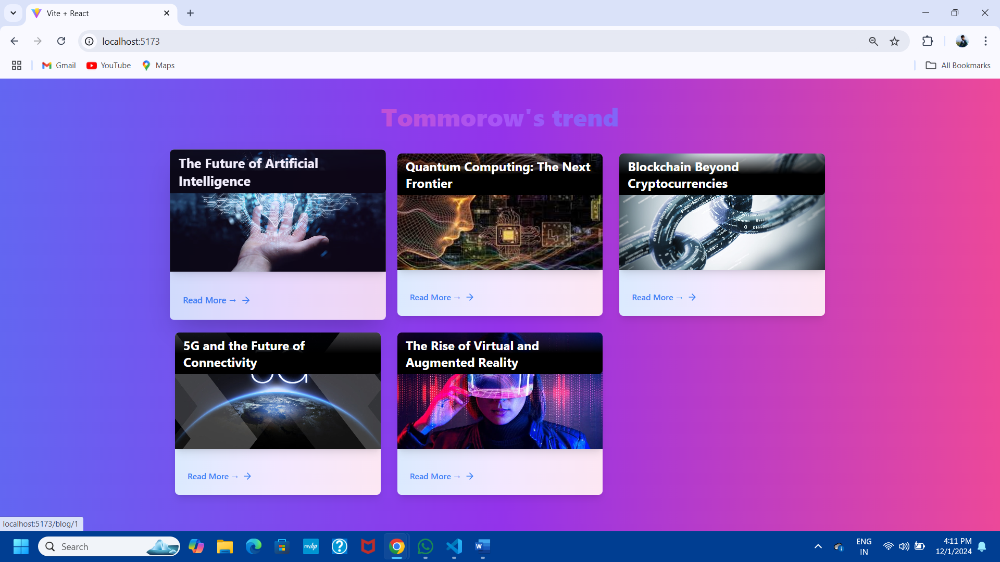 Vite + React
localhost:5173
Gmail
YouTube
Maps
All Bookmarks
Tommorow's trend
The Future of Artificial
Intelligence
Read More → →
Quantum Computing: The Next
Frontier
Read More → →
Blockchain Beyond
Cryptocurrencies
Read More → →
5G and the Future of
Connectivity
5G
Read More → →
The Rise of Virtual and
Augmented Reality
Read More → →
localhost:5173/blog/1
Search
myhp
W
ENG
IN
4:11 PM
12/1/2024